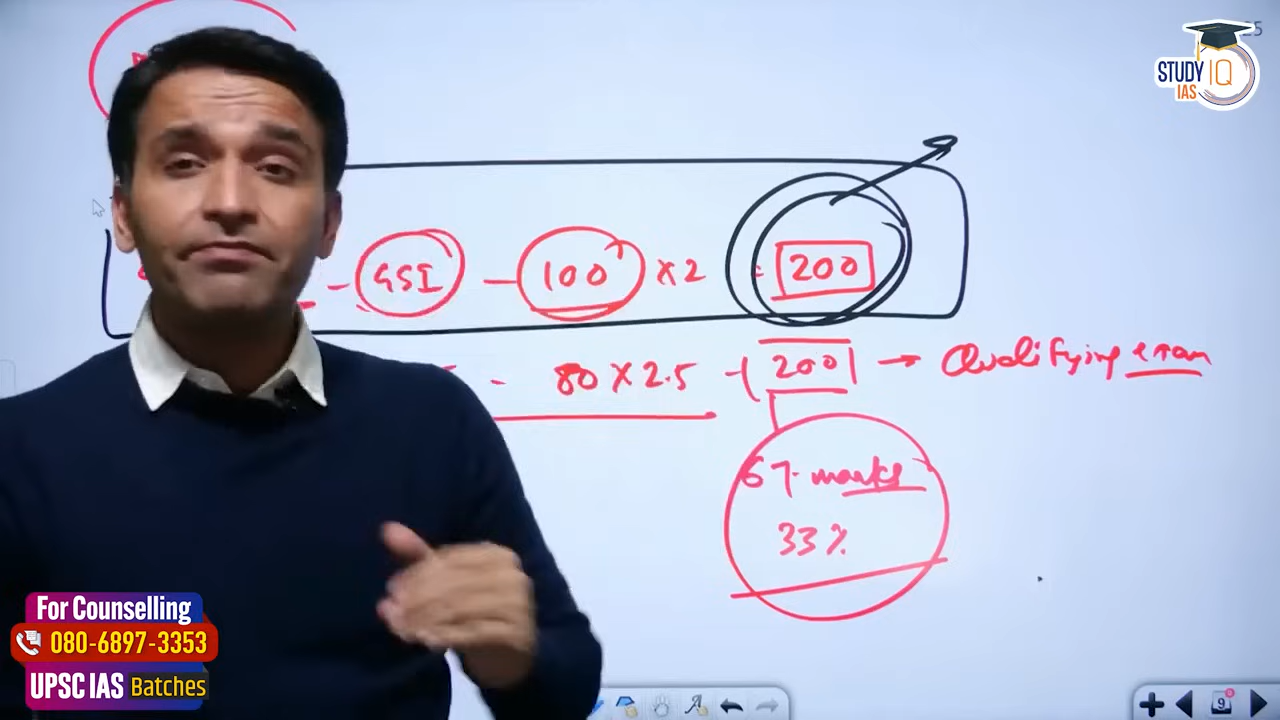 STUDY IQ
IAS
- GSI - 100 × 2 = 200
- 80 × 2.5 - (200) → Qualifying exam
67 marks
33%
For Counselling
080-6897-3353
UPSC IAS Batches
9